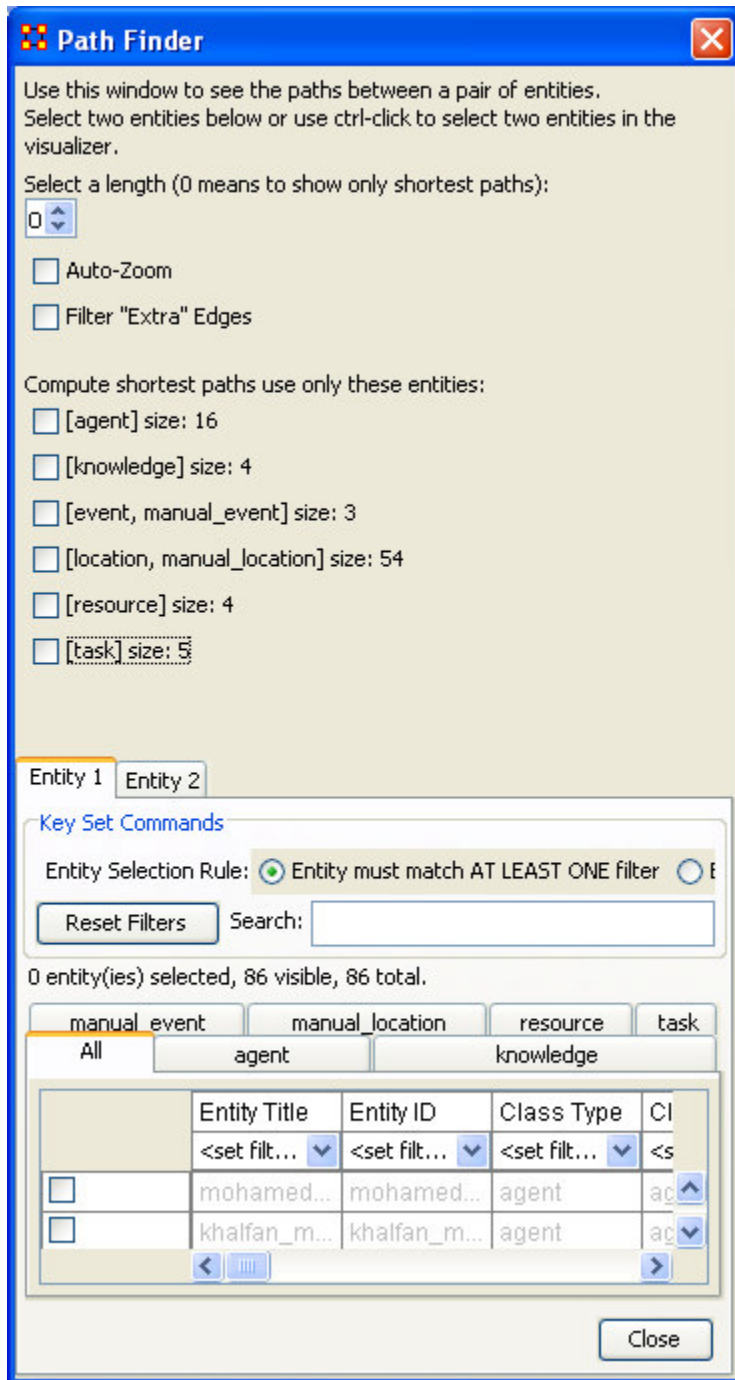 Path Finder
Use this window to see the paths between a pair of entities.
Select two entities below or use ctrl-click to select two entities in the
visualizer.
Select a length (0 means to show only shortest paths):
0
Auto-Zoom
Filter "Extra" Edges
Compute shortest paths use only these entities:
[agent] size: 16
[knowledge] size: 4
[event, manual_event] size: 3
[location, manual_location] size: 54
[resource] size: 4
[task] size: 5
Entity 1 Entity 2
Key Set Commands
Entity Selection Rule: Entity must match AT LEAST ONE filter
Reset Filters Search:
0 entity(ies) selected, 86 visible, 86 total.
manual_event manual_location resource task
All agent knowledge
Entity Title Entity ID Class Type Cl
<set filt... <set filt... <set filt... <s
mohamed... mohamed... agent ag
khalfan_m... khalfan_m... agent ag
Close